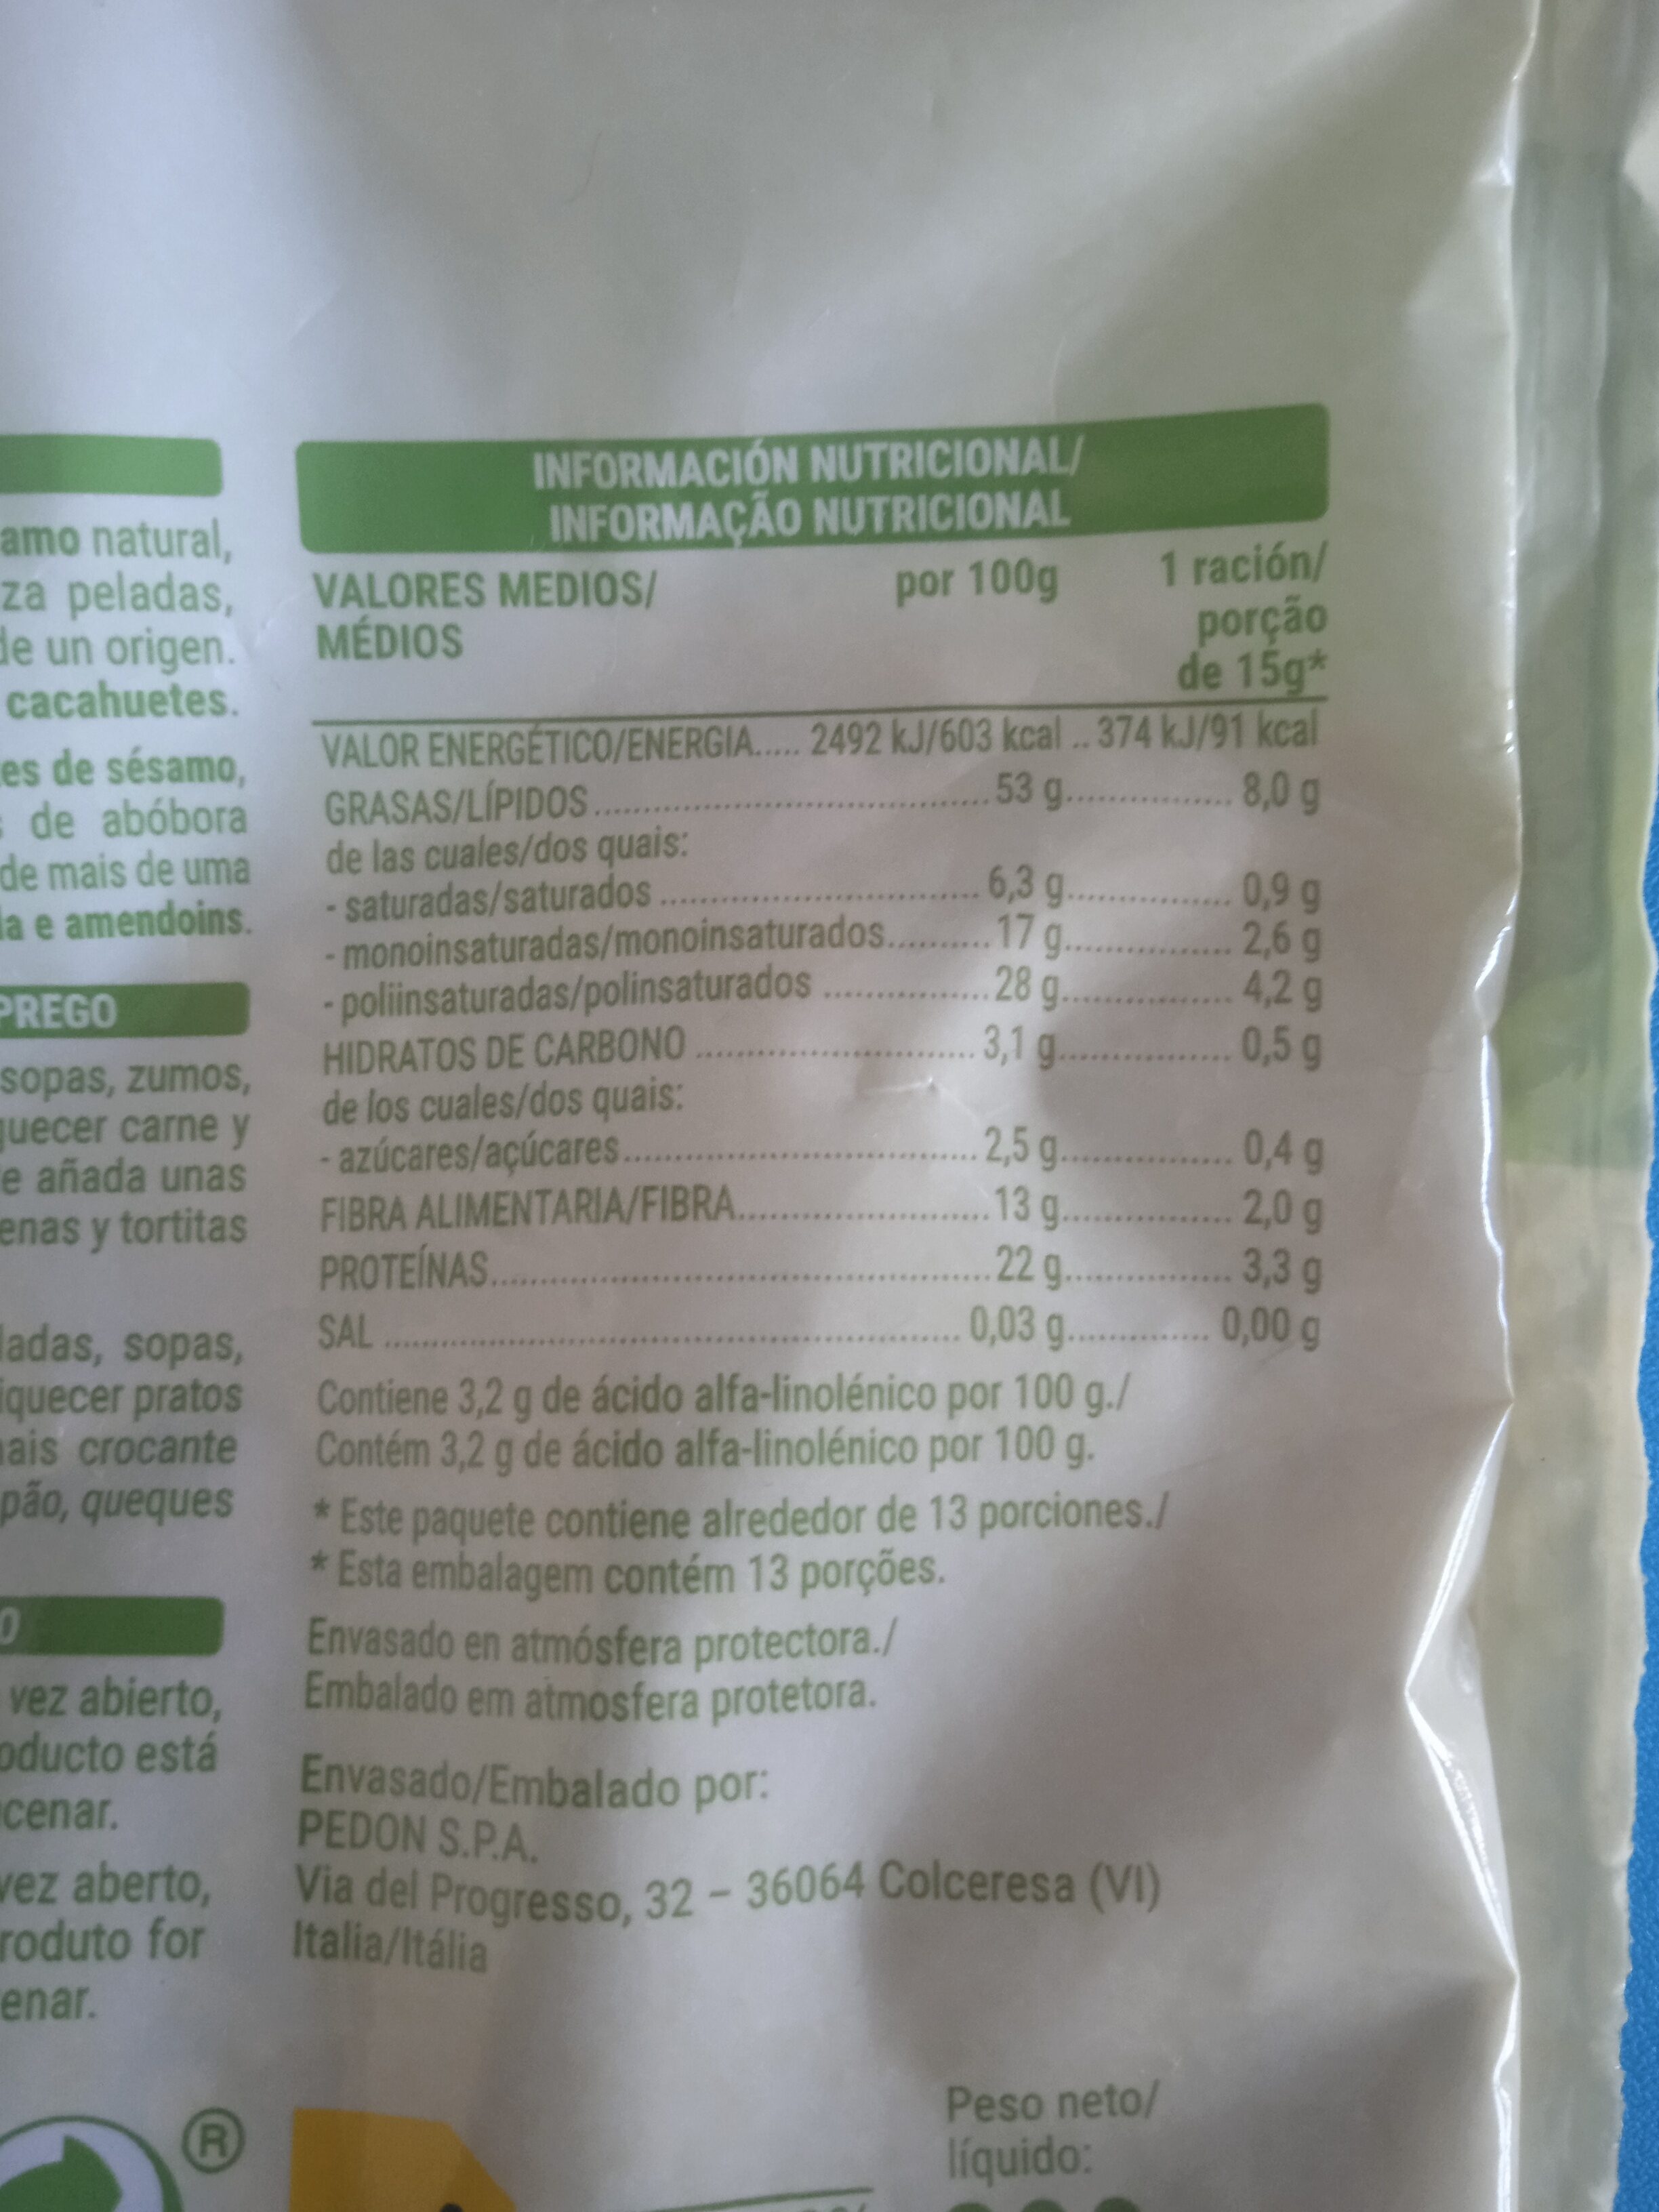 amo natural,
za peladas,
de un origen.
cacahuetes.
es de sésamo,
de abóbora
de mais de uma
la e amendoins.
PREGO
sopas, zumos,
quecer carne y
e añada unas
enas y tortitas
ladas, sopas,
iquecer pratos
ais crocante
pão, queques
O
vez abierto,
oducto está
cenar.
vez aberto,
roduto for
enar.
®
INFORMACIÓN NUTRICIONAL/
INFORMAÇÃO NUTRICIONAL
VALORES MEDIOS/ por 100g 1 ración/
MÉDIOS porção
de 15g*
VALOR ENERGÉTICO/ENERGIA..... 2492 kJ/603 kcal .. 374 kJ/91 kcal
GRASAS/LÍPIDOS ........ 53 g........ 8,0 g
de las cuales/dos quais:
- saturadas/saturados ........ 6,3 g........ 0,9 g
- monoinsaturadas/monoinsaturados........ 17 g........ 2,6 g
- poliinsaturadas/polinsaturados ........ 28 g........ 4,2 g
HIDRATOS DE CARBONO ........ 3,1 g........ 0,5 g
de los cuales/dos quais:
- azúcares/açúcares........ 2,5 g........ 0,4 g
FIBRA ALIMENTARIA/FIBRA........ 13 g........ 2,0 g
PROTEÍNAS........ 22 g........ 3,3 g
SAL ........ 0,03 g........ 0,00 g
Contiene 3,2 g de ácido alfa-linolénico por 100 g./
Contém 3,2 g de ácido alfa-linolénico por 100 g.
* Este paquete contiene alrededor de 13 porciones./
* Esta embalagem contém 13 porções.
Envasado en atmósfera protectora./
Embalado em atmosfera protetora.
Envasado/Embalado por:
PEDON S.P.A.
Via del Progresso, 32 – 36064 Colceresa (VI)
Italia/Itália
Peso neto/
líquido: